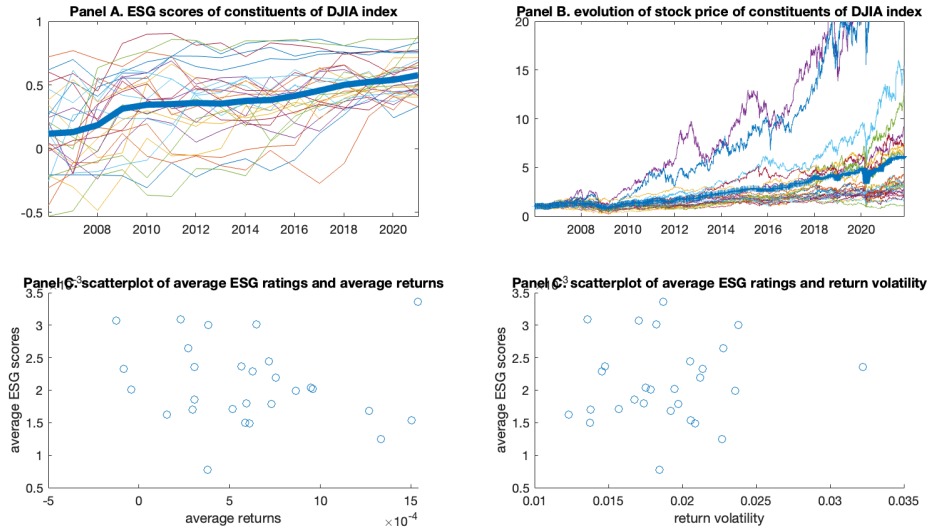 Panel A. ESG scores of constituents of DJIA index
1
0.5
0
-0.5
2008 2010 2012 2014 2016 2018 2020
Panel B. evolution of stock price of constituents of DJIA index
20
15
10
5
0
2008 2010 2012 2014 2016 2018 2020
Panel C. scatterplot of average ESG ratings and average returns
3.5
3
2.5
2
1.5
1
0.5
average ESG scores
-5 0 5 10 15
average returns
×10⁻⁴
Panel C. scatterplot of average ESG ratings and return volatility
3.5
3
2.5
2
1.5
1
0.5
average ESG scores
0.01 0.015 0.02 0.025 0.03 0.035
return volatility